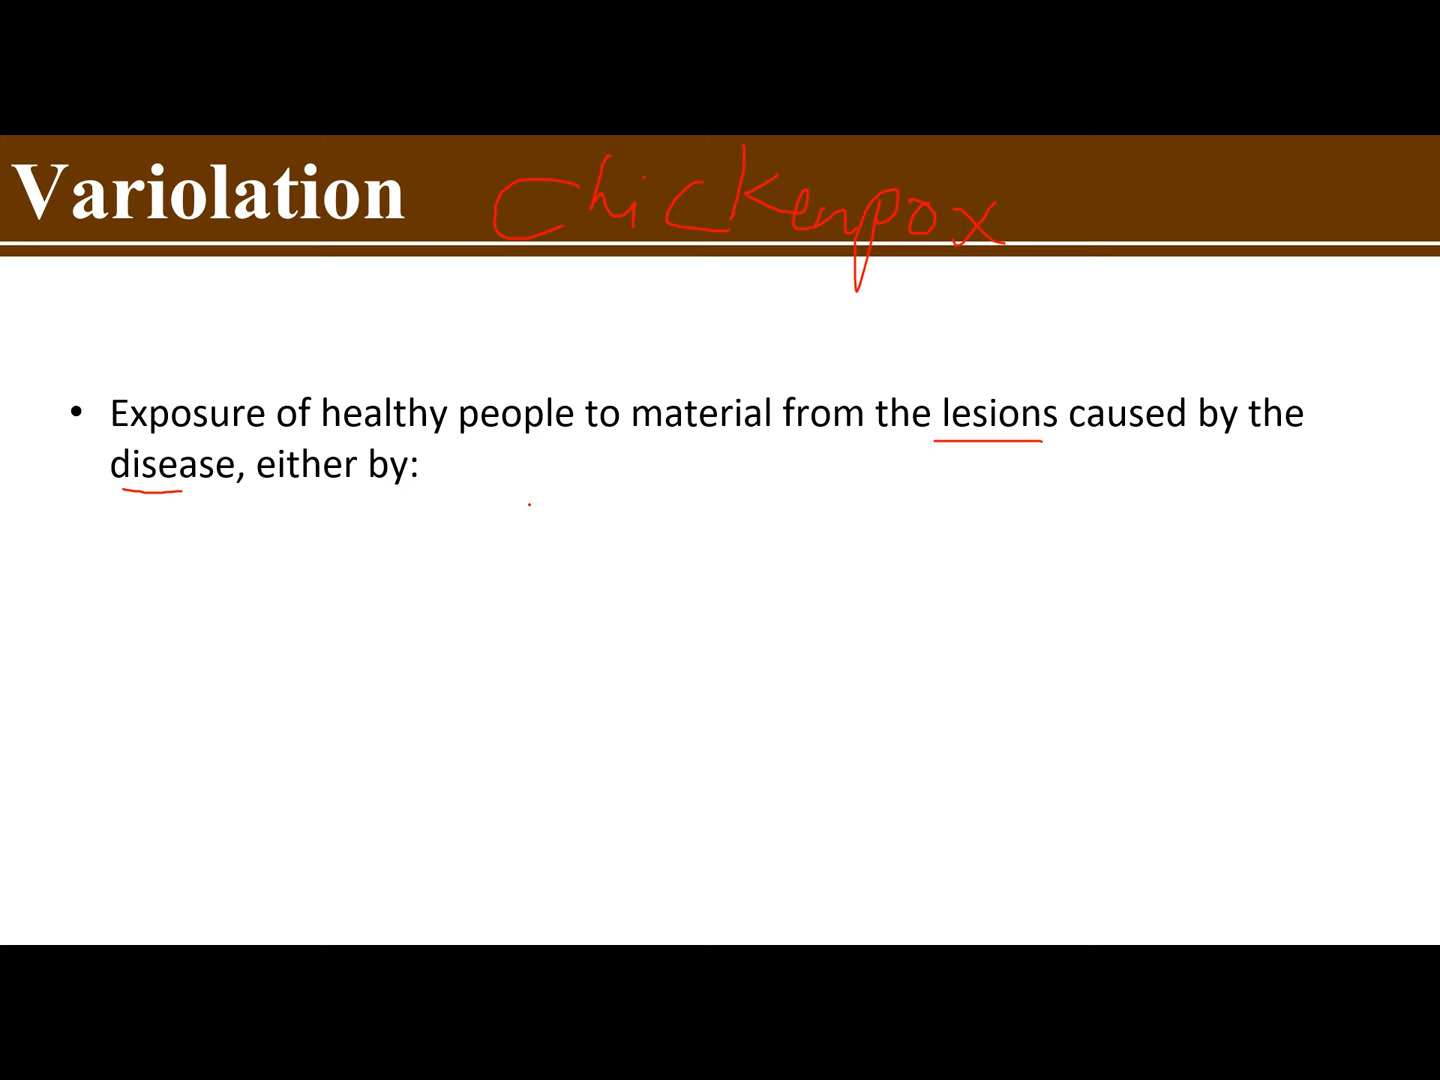 Variolation Chickenpox
• Exposure of healthy people to material from the lesions caused by the
disease, either by: